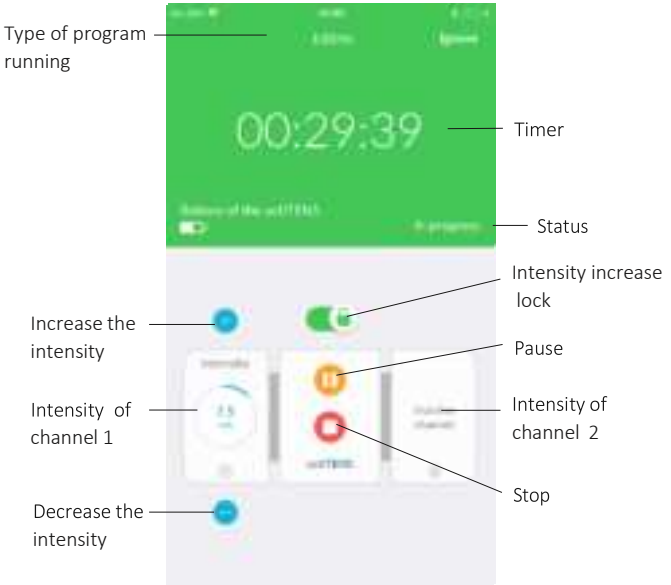 Type of program
running
00:29:39
Timer
Status
Intensity increase
lock
Increase the
intensity
Pause
Intensity of
channel 1
Intensity of
channel 2
Stop
Decrease the
intensity